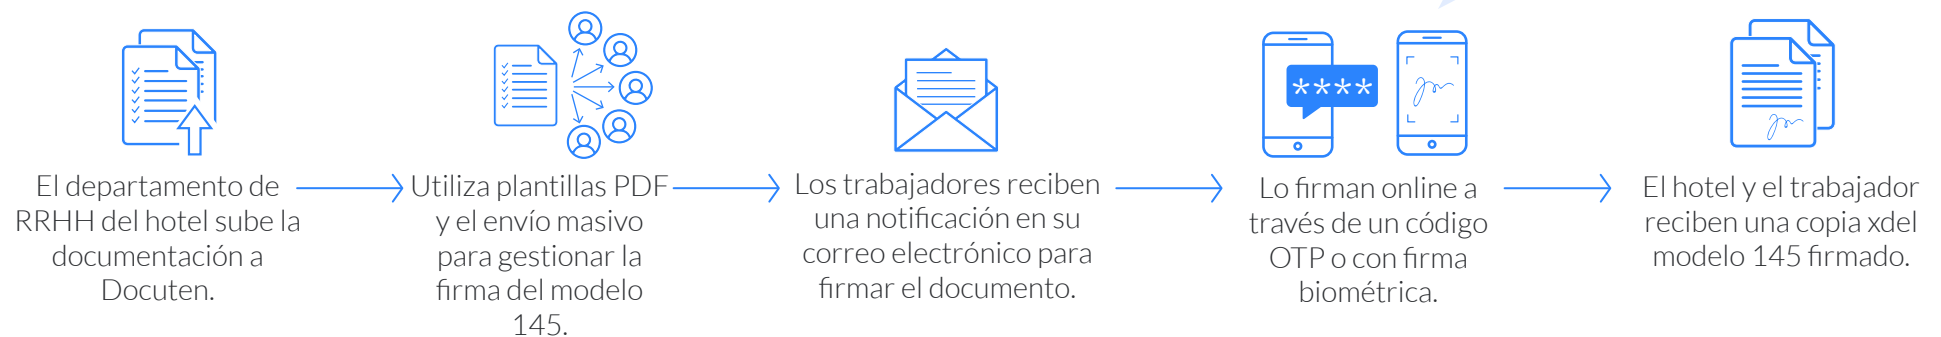 El departamento de
RRHH del hotel sube la
documentación a
Docuten.
Utiliza plantillas PDF
y el envío masivo
para gestionar la
firma del modelo
145.
Los trabajadores reciben
una notificación en su
correo electrónico para
firmar el documento.
****
Lo firman online a
través de un código
OTP o con firma
biométrica.
El hotel y el trabajador
reciben una copia xdel
modelo 145 firmado.